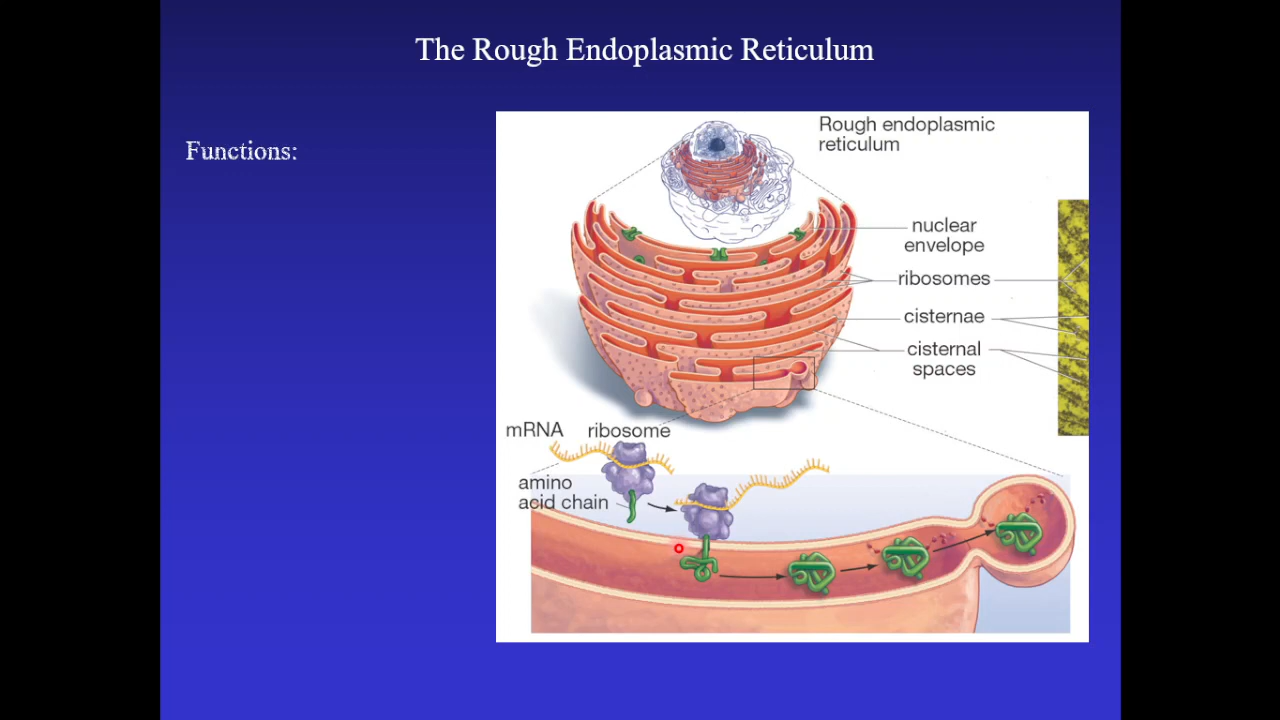 The Rough Endoplasmic Reticulum
Functions:
Rough endoplasmic
reticulum
nuclear
envelope
ribosomes
cisternae
cisternal
spaces
mRNA
ribosome
amino
acid chain